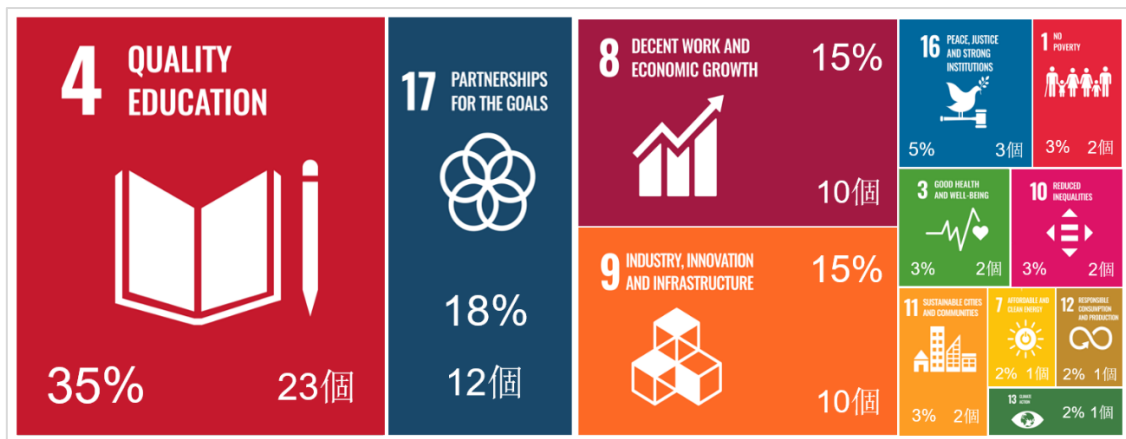 4 QUALITY
EDUCATION
35% 23個
17 PARTNERSHIPS
FOR THE GOALS
18%
12個
8 DECENT WORK AND
ECONOMIC GROWTH
15%
10個
9 INDUSTRY, INNOVATION
AND INFRASTRUCTURE
15%
10個
16 PEACE, JUSTICE
AND STRONG
INSTITUTIONS
5% 3個
1 NO
POVERTY
3% 2個
3 GOOD HEALTH
AND WELL-BEING
3% 2個
10 REDUCED
INEQUALITIES
3% 2個
11 SUSTAINABLE CITIES
AND COMMUNITIES
3% 2個
7 AFFORDABLE AND
CLEAN ENERGY
2% 1個
12 RESPONSIBLE
CONSUMPTION
AND PRODUCTION
2% 1個
13 CLIMATE
ACTION
2% 1個